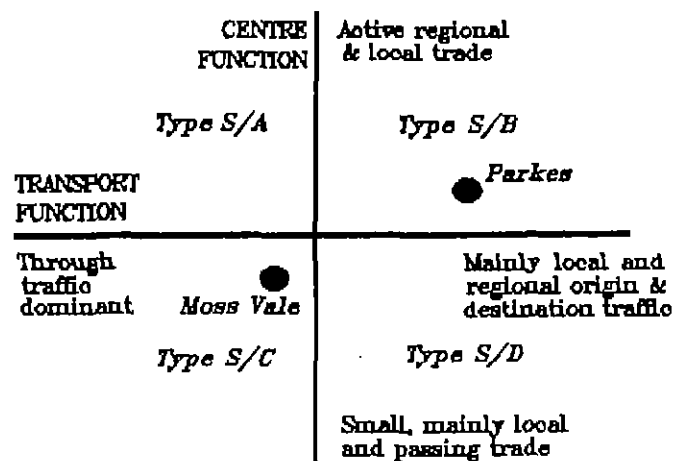 CENTRE
FUNCTION
Active regional
& local trade
Type S/A
Type S/B
Parkes
TRANSPORT
FUNCTION
Through
traffic
dominant
Moss Vale
Mainly local and
regional origin &
destination traffic
Type S/C
Type S/D
Small, mainly local
and passing trade